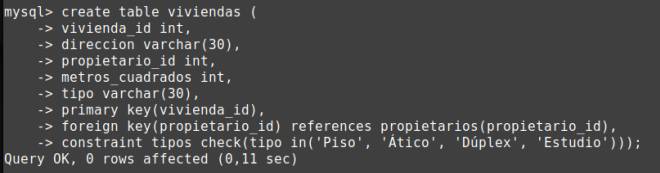 mysql> create table viviendas (
    -> vivienda_id int,
    -> direccion varchar(30),
    -> propietario_id int,
    -> metros_cuadrados int,
    -> tipo varchar(30),
    -> primary key(vivienda_id),
    -> foreign key(propietario_id) references propietarios(propietario_id),
    -> constraint tipos check(tipo in('Piso', 'Ático', 'Dúplex', 'Estudio')));
Query OK, 0 rows affected (0,11 sec)